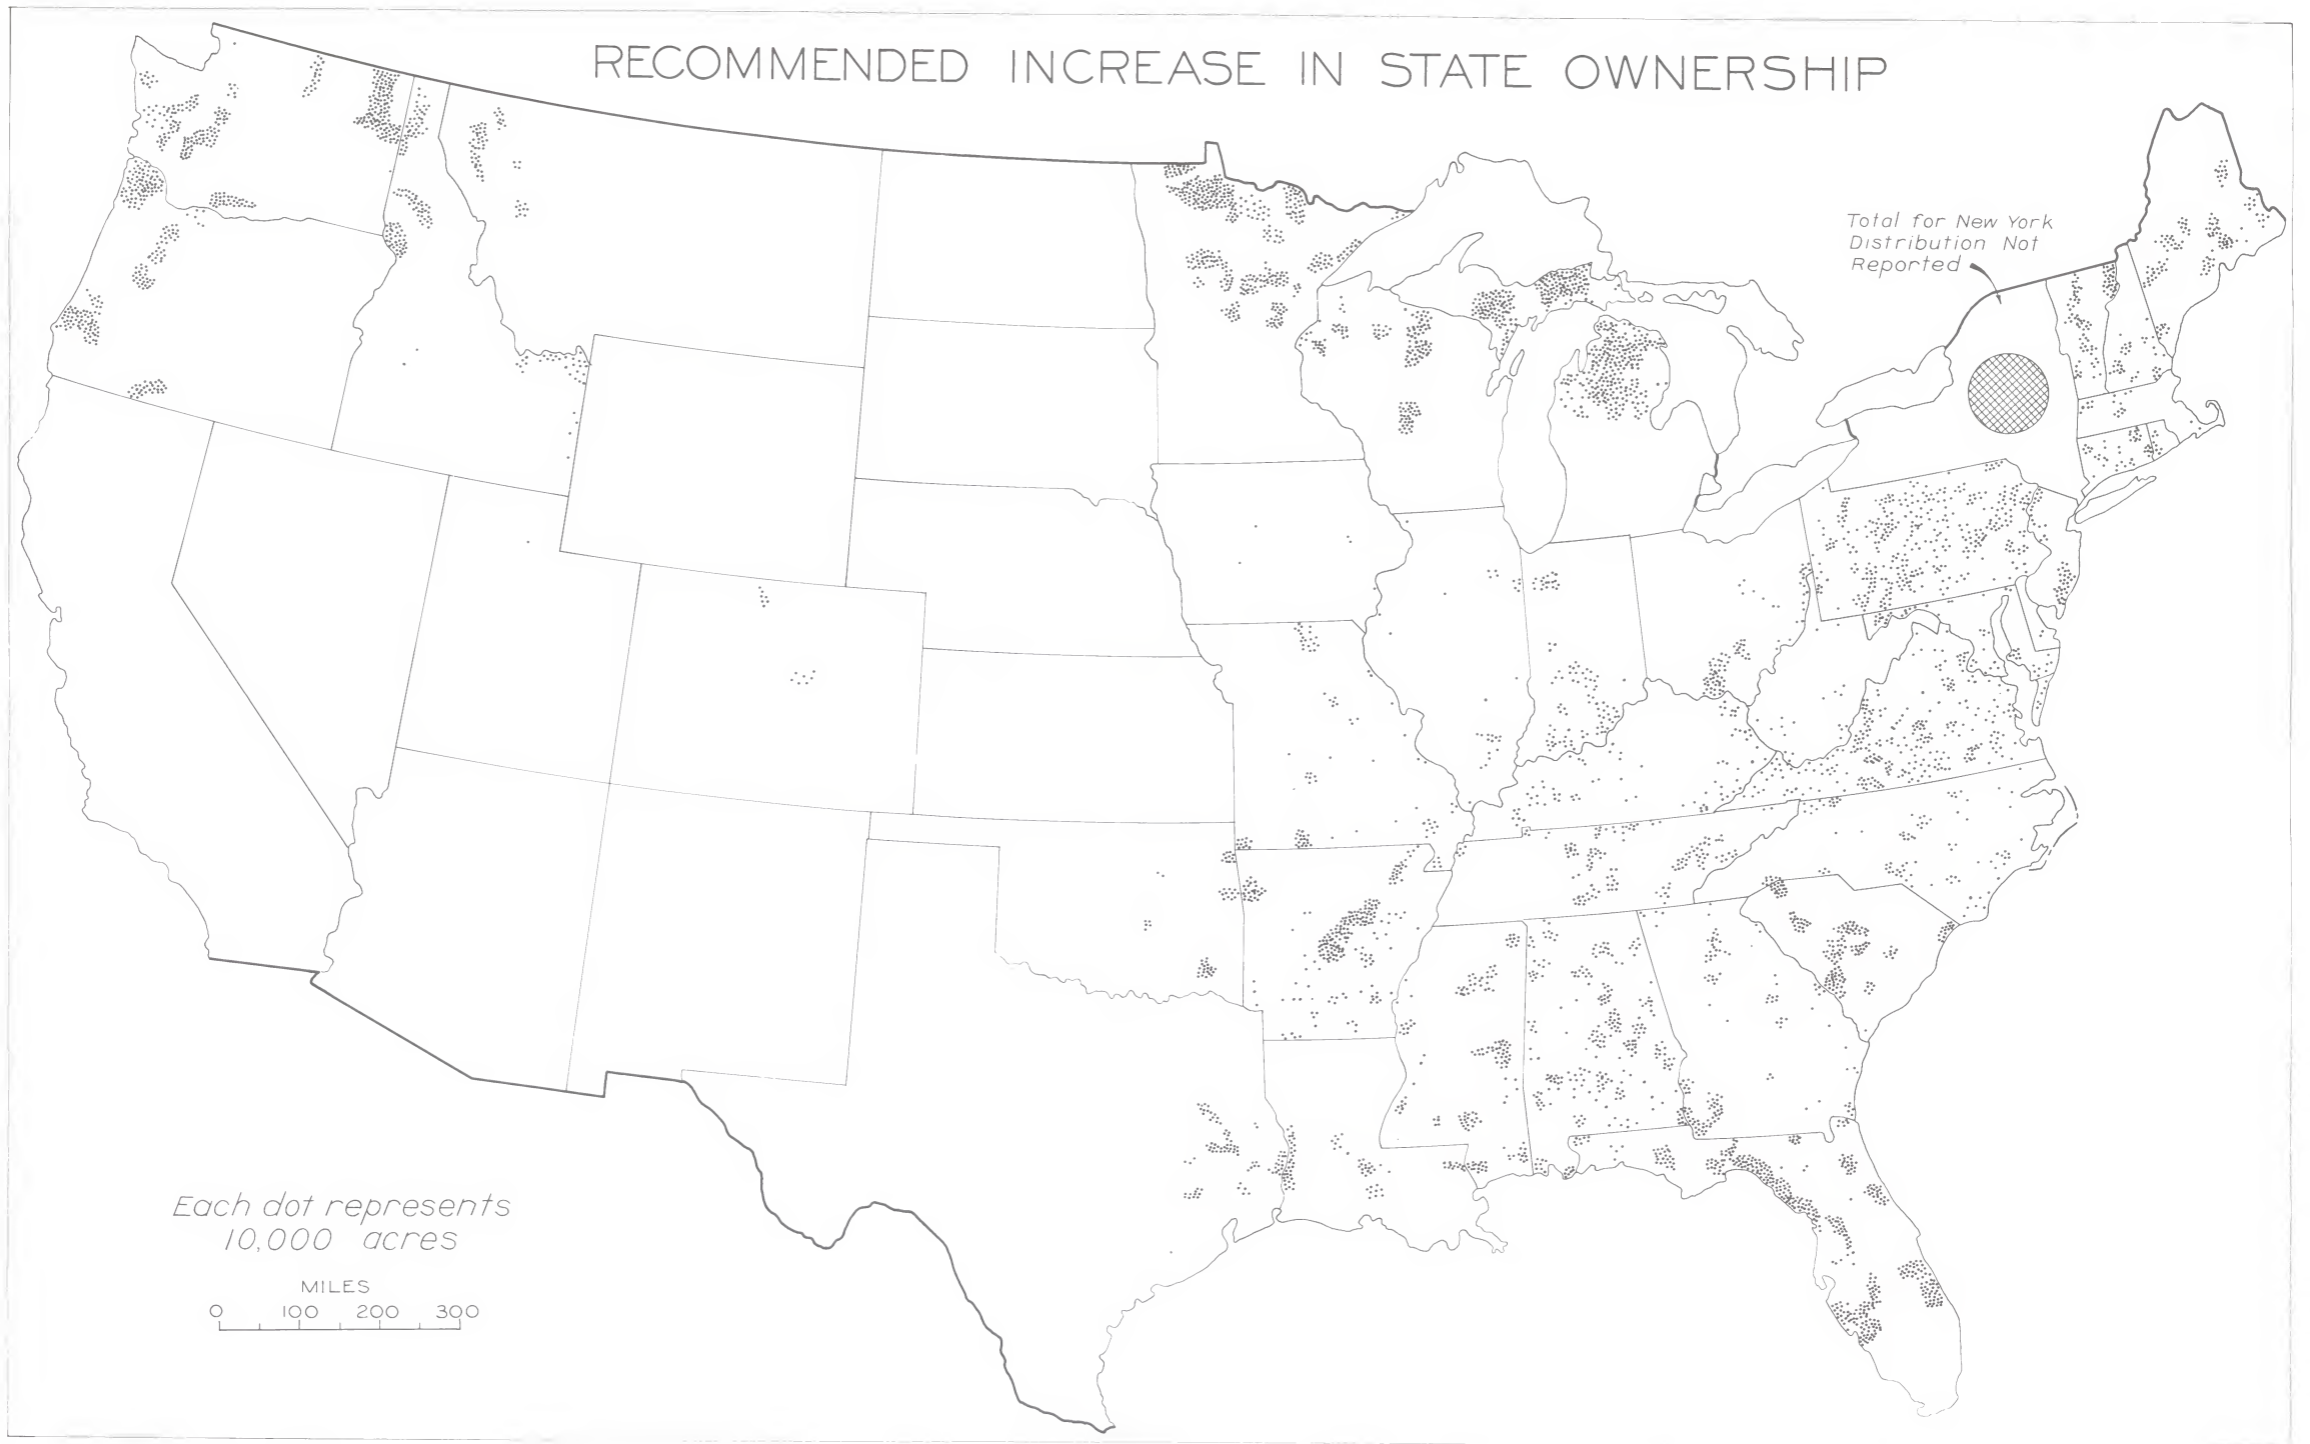 RECOMMENDED INCREASE IN STATE OWNERSHIP
Total for New York
Distribution Not
Reported
Each dot represents
10,000 acres
MILES
0 100 200 300